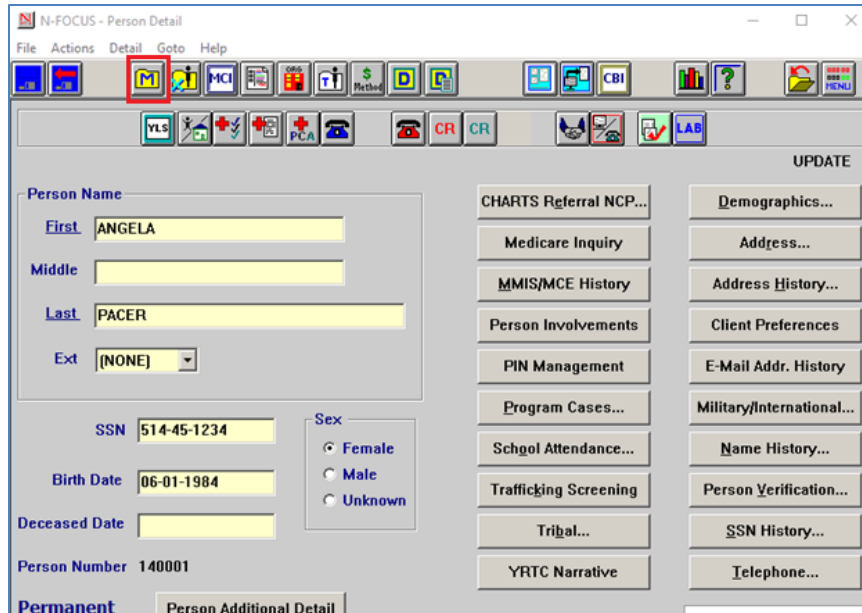 N-FOCUS - Person Detail
File Actions Detail Goto Help
M MCI ORG T $ Method D D CBI ? MENU
YLS PCA CR CR LAB
UPDATE
Person Name
First ANGELA
Middle
Last PACER
Ext (NONE)
SSN 514-45-1234
Birth Date 06-01-1984
Deceased Date
Person Number 140001
Permanent Person Additional Detail
Sex
Female
Male
Unknown
CHARTS Referral NCP...
Medicare Inquiry
MMIS/MCE History
Person Involvements
PIN Management
Program Cases...
School Attendance...
Trafficking Screening
Tribal...
YRTC Narrative
Demographics...
Address...
Address History...
Client Preferences
E-Mail Addr. History
Military/International...
Name History...
Person Verification...
SSN History...
Telephone...